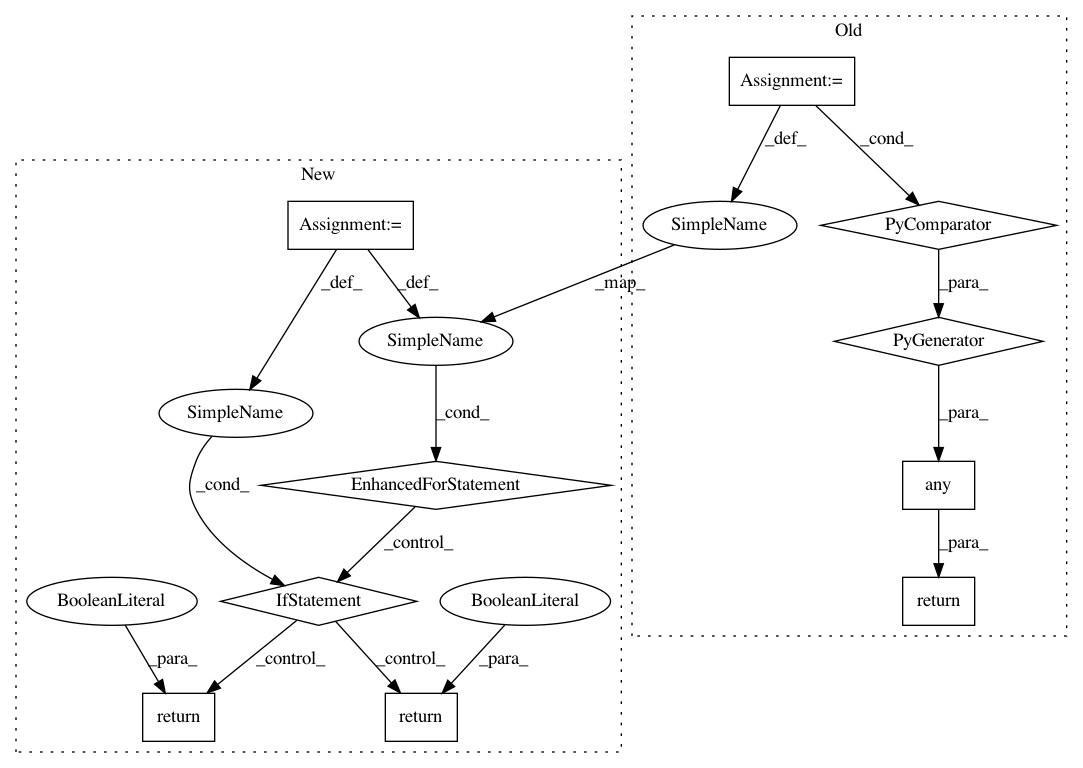 Old
Assignment:=
_def_
_cond_
New
SimpleName
PyComparator
Assignment:=
_map_
_para_
_def_
_def_
SimpleName
PyGenerator
SimpleName
_cond_
_para_
_cond_
EnhancedForStatement
any
_control_
_para_
BooleanLiteral
IfStatement
BooleanLiteral
return
_para_
_control_
_control_
_para_
return
return